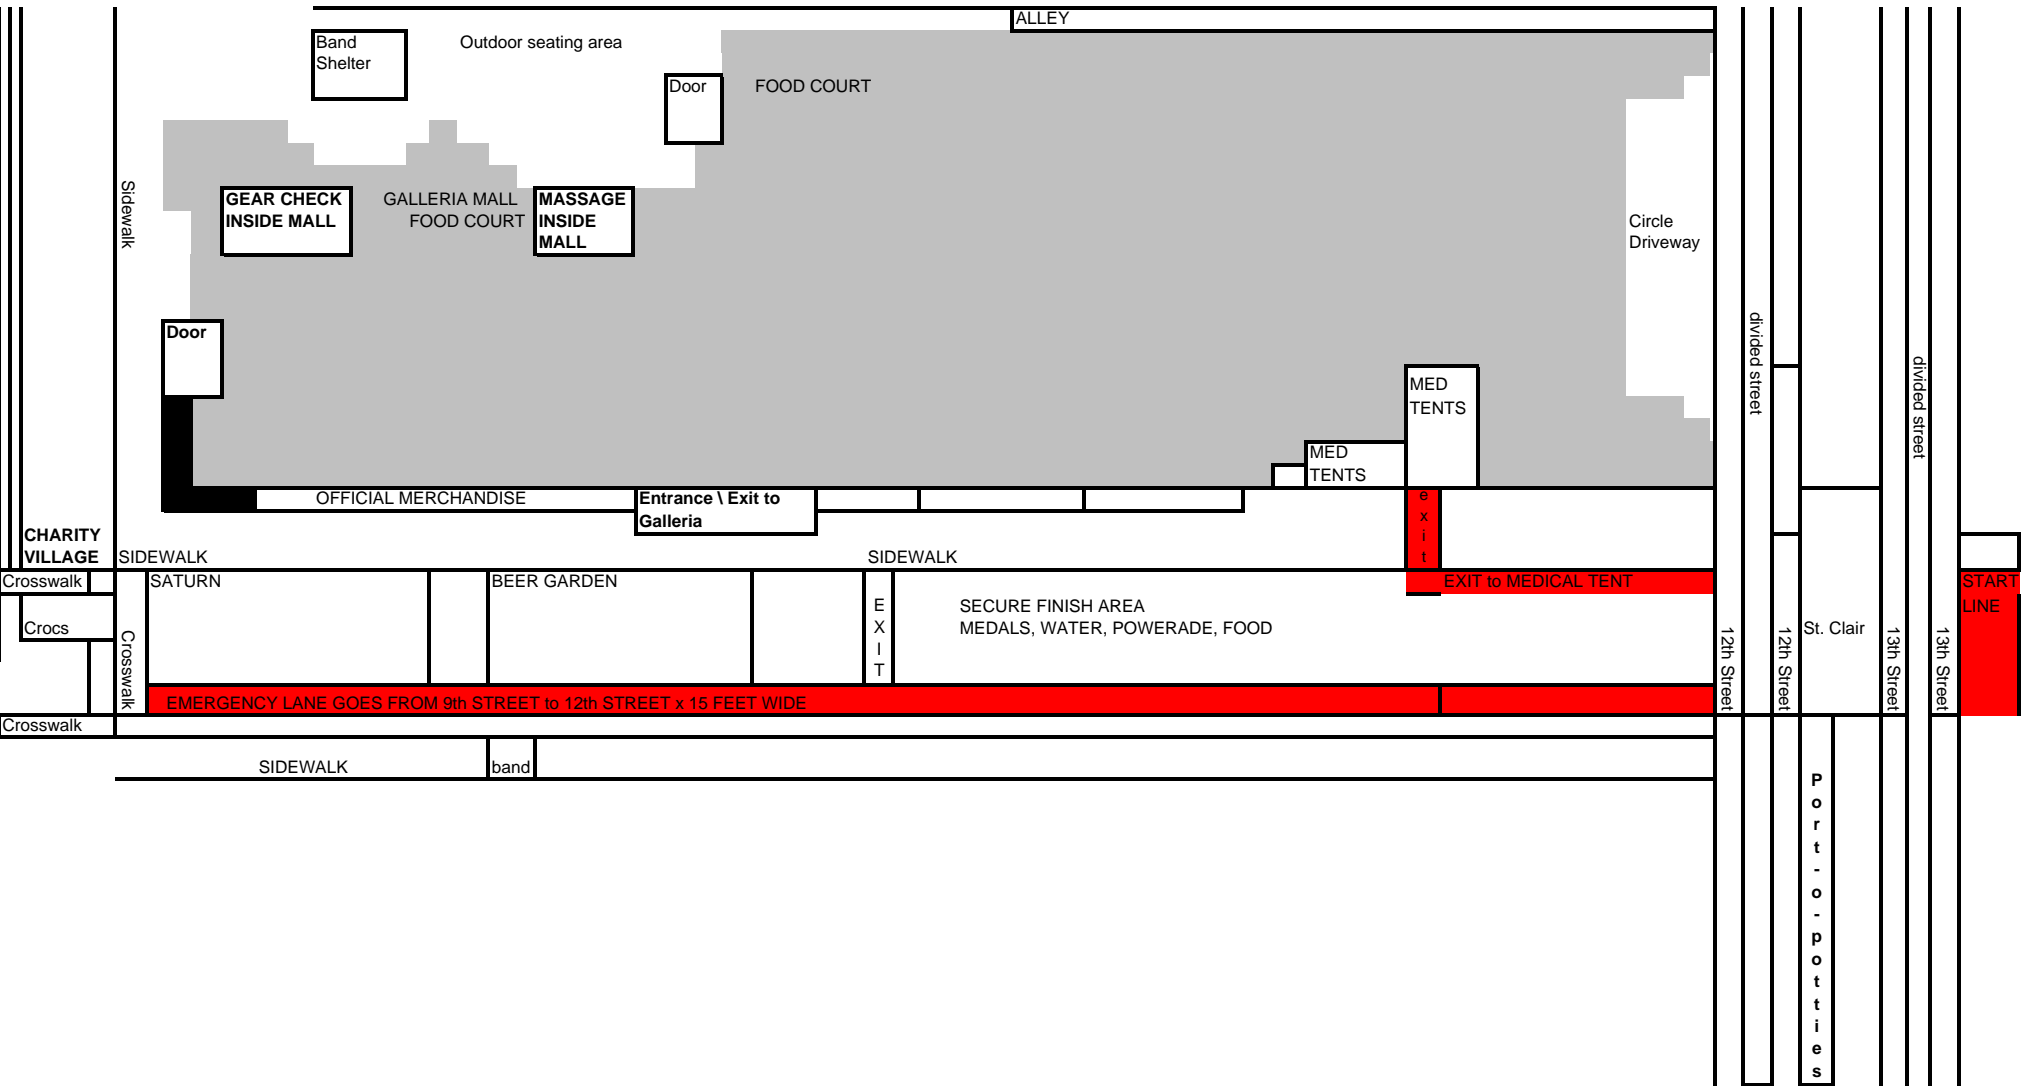 ALLEY
Band
Shelter
Outdoor seating area
Door
FOOD COURT
Sidewalk
GEAR CHECK
INSIDE MALL
GALLERIA MALL
FOOD COURT
MASSAGE
INSIDE
MALL
Circle
Driveway
Door
divided street
divided street
MED
TENTS
MED
TENTS
OFFICIAL MERCHANDISE
Entrance \ Exit to
Galleria
exit
CHARITY
VILLAGE
SIDEWALK
SIDEWALK
Crosswalk
SATURN
BEER GARDEN
EXIT
EXIT to MEDICAL TENT
START
LINE
SECURE FINISH AREA
MEDALS, WATER, POWERADE, FOOD
Crocs
Crosswalk
12th Street
12th Street
St. Clair
13th Street
13th Street
EMERGENCY LANE GOES FROM 9th STREET to 12th STREET x 15 FEET WIDE
Crosswalk
SIDEWALK
band
Port-o-potties